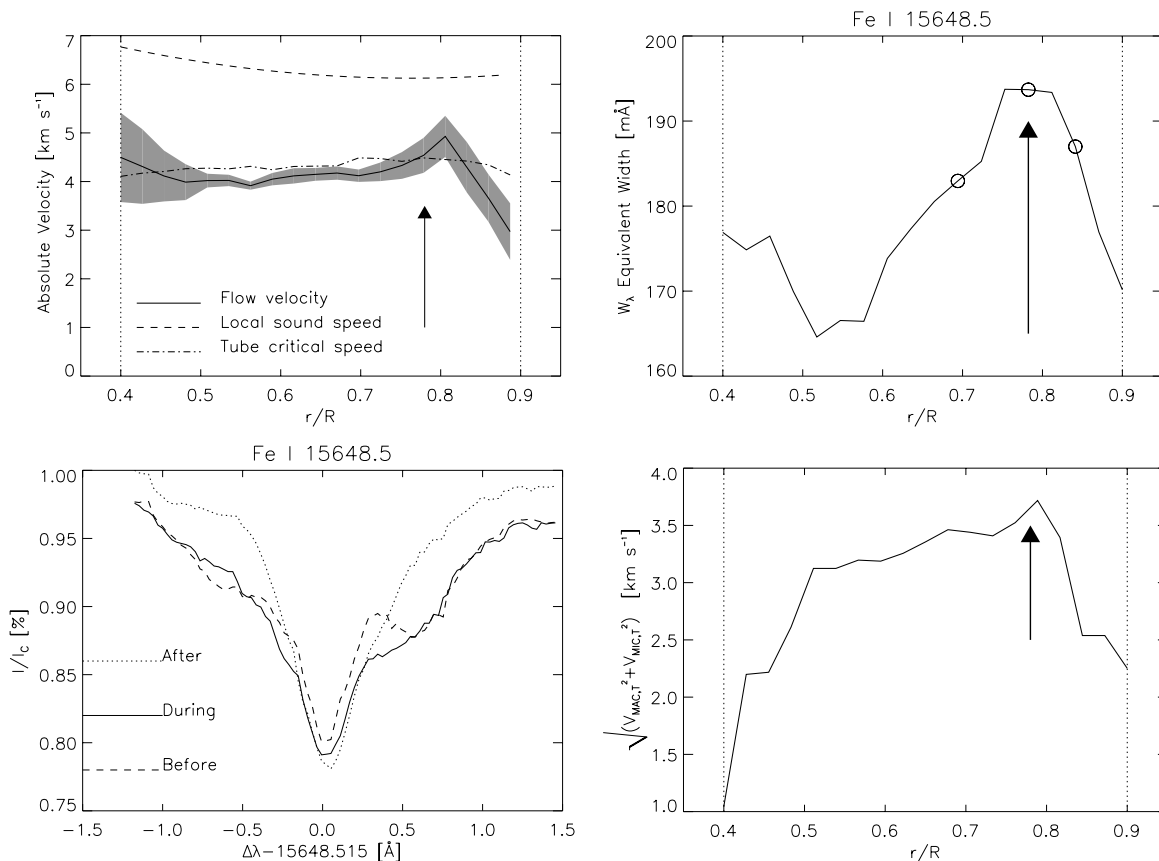 7
6
5
4
3
2
1
0
Absolute Velocity [km s⁻¹]
Flow velocity
Local sound speed
Tube critical speed
0.4 0.5 0.6 0.7 0.8 0.9
r/R
Fe I 15648.5
200
190
180
170
160
W_λ Equivalent Width [mÅ]
0.4 0.5 0.6 0.7 0.8 0.9
r/R
Fe I 15648.5
1.00
0.95
0.90
0.85
0.80
0.75
I/I_C [%]
After
During
Before
−1.5 −1.0 −0.5 0.0 0.5 1.0 1.5
Δλ−15648.515 [Å]
4.0
3.5
3.0
2.5
2.0
1.5
1.0
√(V_MAC,T²+V_MIC,T²) [km s⁻¹]
0.4 0.5 0.6 0.7 0.8 0.9
r/R